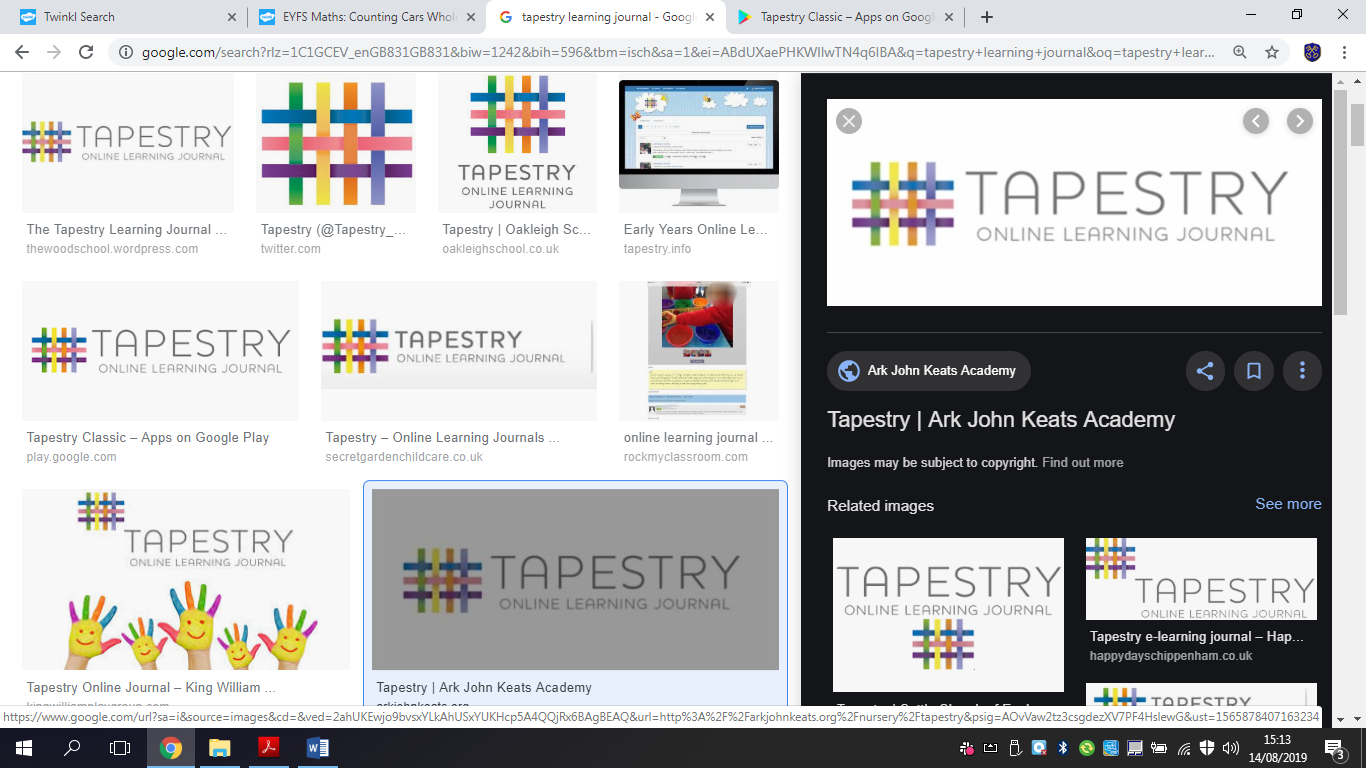 Twinkl Search
EYFS Maths: Counting Cars Whol
tapestry learning journal - Goog
Tapestry Classic – Apps on Googl
google.com/search?rlz=1C1GCEV_enGB831GB831&biw=1242&bih=596&tbm=isch&sa=1&ei=ABdUXaePHKWIlwTN4q6IBA&q=tapestry+learning+journal&oq=tapestry+lear...
TAPESTRY
ONLINE LEARNING JOURNAL
The Tapestry Learning Journal ...
thewoodschool.wordpress.com
Tapestry (@Tapestry_...
twitter.com
TAPESTRY
ONLINE LEARNING
JOURNAL
Tapestry | Oakleigh Sc...
oakleighschool.co.uk
Early Years Online Le...
tapestry.info
TAPESTRY
ONLINE LEARNING JOURNAL
Tapestry Classic – Apps on Google Play
play.google.com
TAPESTRY
ONLINE LEARNING JOURNAL
Tapestry – Online Learning Journals ...
secretgardenchildcare.co.uk
online learning journal ...
rockmyclassroom.com
TAPESTRY
ONLINE LEARNING JOURNAL
Tapestry Online Journal – King William ...
TAPESTRY
ONLINE LEARNING JOURNAL
Tapestry | Ark John Keats Academy
TAPESTRY
ONLINE LEARNING JOURNAL
Ark John Keats Academy
Tapestry | Ark John Keats Academy
Images may be subject to copyright. Find out more
Related images
See more
TAPESTRY
ONLINE LEARNING JOURNAL
TAPESTRY
ONLINE LEARNING JOURNAL
Tapestry e-learning journal – Hap...
happydayschippenham.co.uk
https://www.google.com/url?sa=i&source=images&cd=&ved=2ahUKEwjo9bvsxYLkAhUSxYUKHcp5A4QQjRx6BAgBEAQ&url=http%3A%2F%2Farkjohnkeats.org%2Fnursery%2Ftapestry&psig=AOvVaw2tz3csgdezXV7PF4HslewG&ust=1565878407163234
15:13
14/08/2019
3